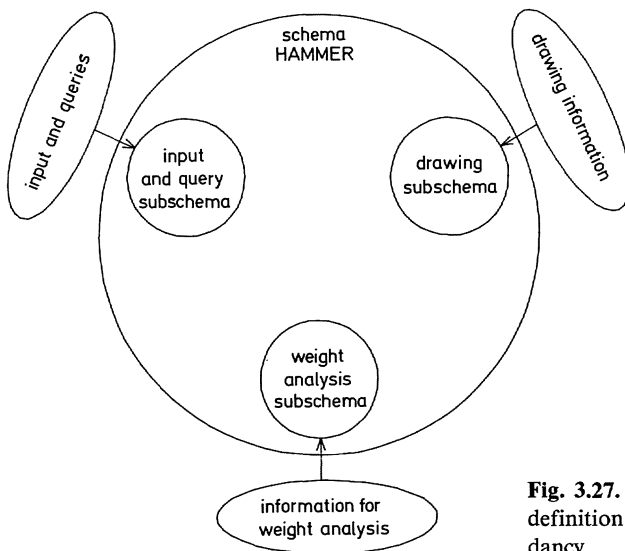 schema
HAMMER
input and queries
drawing information
input
and query
subschema
drawing
subschema
weight
analysis
subschema
information for
weight analysis
Fig. 3.27.
definition
dancy